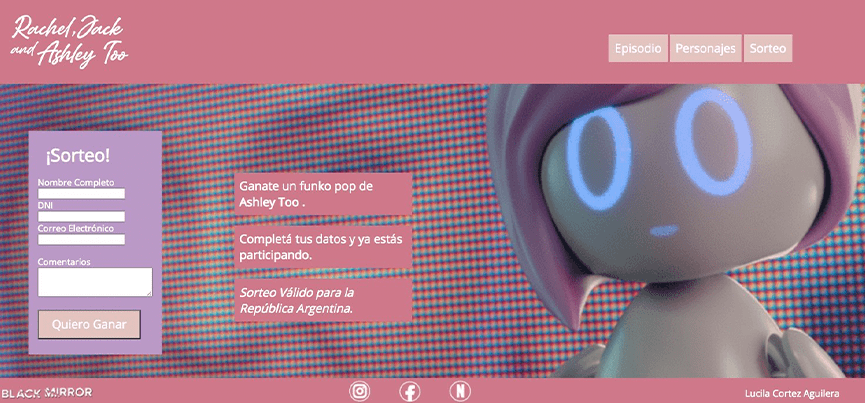 Rachel, Jack
and Ashley Too
Episodio
Personajes
Sorteo
¡Sorteo!
Nombre Completo
DNI
Correo Electrónico
Comentarios
Quiero Ganar
Ganate un funko pop de
Ashley Too .
Completá tus datos y ya estás
participando.
Sorteo Válido para la
República Argentina.
BLACK MIRROR
N
Lucila Cortez Aguilera